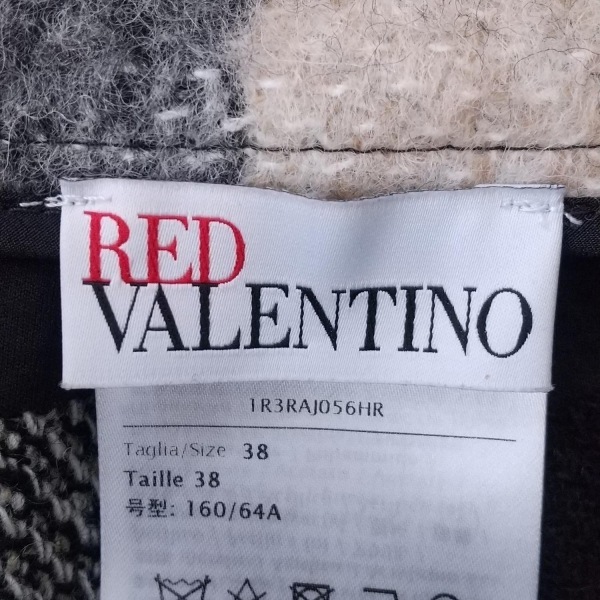 RED
VALENTINO
1R3RAJ056HR
Taglia/Size 38
Taille 38
号型: 160/64A